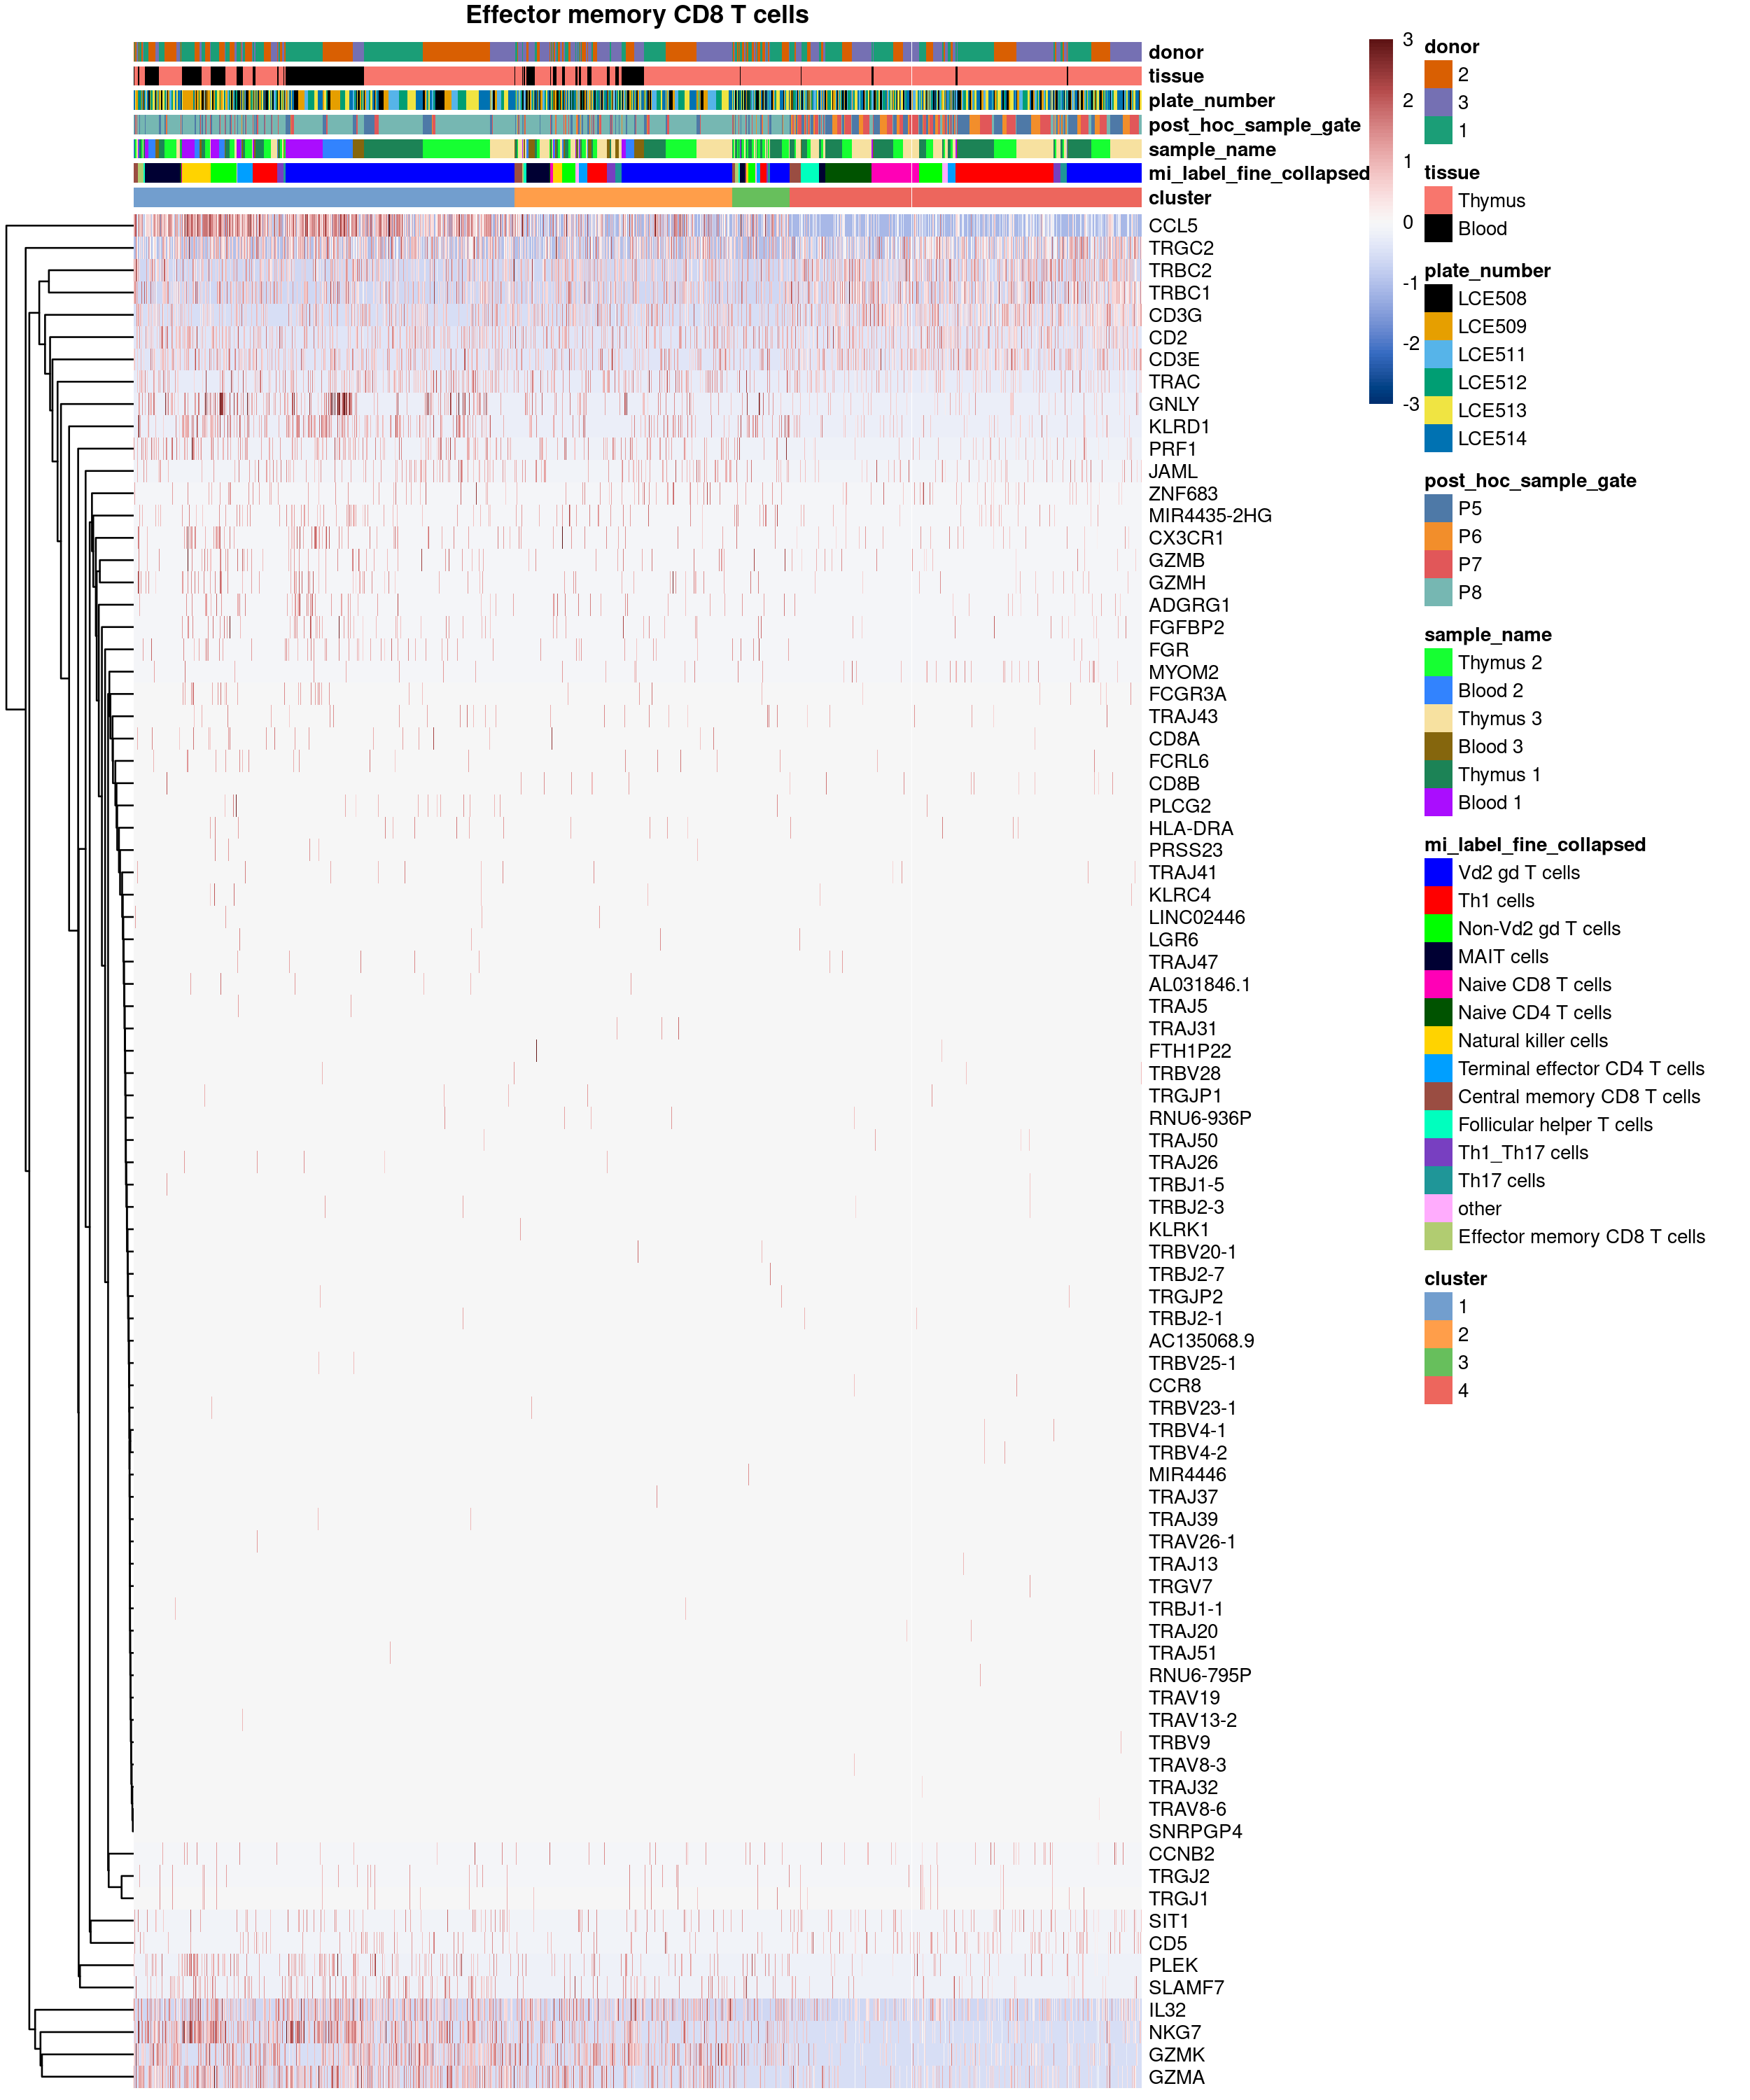 Effector memory CD8 T cells
donor
tissue
plate_number
post_hoc_sample_gate
sample_name
mi_label_fine_collapsed
cluster
CCL5
TRGC2
TRBC2
TRBC1
CD3G
CD2
CD3E
TRAC
GNLY
KLRD1
PRF1
JAML
ZNF683
MIR4435-2HG
CX3CR1
GZMB
GZMH
ADGRG1
FGFBP2
FGR
MYOM2
FCGR3A
TRAJ43
CD8A
FCRL6
CD8B
PLCG2
HLA-DRA
PRSS23
TRAJ41
KLRC4
LINC02446
LGR6
TRAJ47
AL031846.1
TRAJ5
TRAJ31
FTH1P22
TRBV28
TRGJP1
RNU6-936P
TRAJ50
TRAJ26
TRBJ1-5
TRBJ2-3
KLRK1
TRBV20-1
TRBJ2-7
TRGJP2
TRBJ2-1
AC135068.9
TRBV25-1
CCR8
TRBV23-1
TRBV4-1
TRBV4-2
MIR4446
TRAJ37
TRAJ39
TRAV26-1
TRAJ13
TRGV7
TRBJ1-1
TRAJ20
TRAJ51
RNU6-795P
TRAV19
TRAV13-2
TRBV9
TRAV8-3
TRAJ32
TRAV8-6
SNRPGP4
CCNB2
TRGJ2
TRGJ1
SIT1
CD5
PLEK
SLAMF7
IL32
NKG7
GZMK
GZMA
3
2
1
0
-1
-2
-3
donor
2
3
1
tissue
Thymus
Blood
plate_number
LCE508
LCE509
LCE511
LCE512
LCE513
LCE514
post_hoc_sample_gate
P5
P6
P7
P8
sample_name
Thymus 2
Blood 2
Thymus 3
Blood 3
Thymus 1
Blood 1
mi_label_fine_collapsed
Vd2 gd T cells
Th1 cells
Non-Vd2 gd T cells
MAIT cells
Naive CD8 T cells
Naive CD4 T cells
Natural killer cells
Terminal effector CD4 T cells
Central memory CD8 T cells
Follicular helper T cells
Th1_Th17 cells
Th17 cells
other
Effector memory CD8 T cells
cluster
1
2
3
4